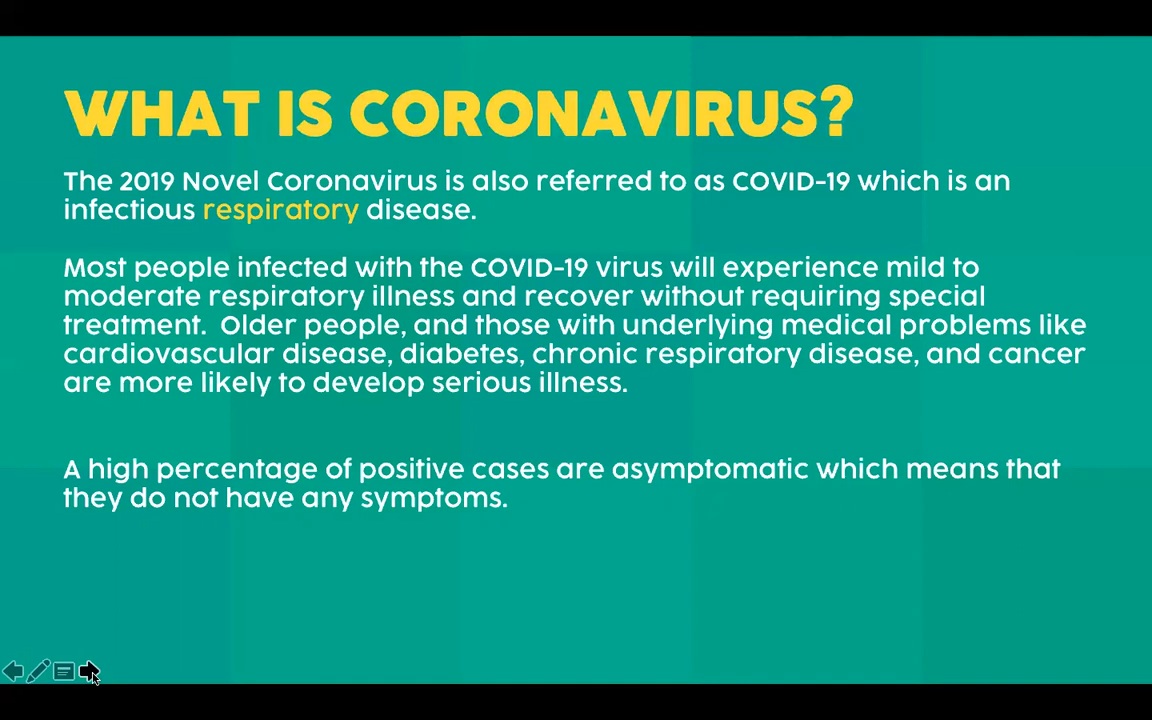 WHAT IS CORONAVIRUS?
The 2019 Novel Coronavirus is also referred to as COVID-19 which is an
infectious respiratory disease.
Most people infected with the COVID-19 virus will experience mild to
moderate respiratory illness and recover without requiring special
treatment.  Older people, and those with underlying medical problems like
cardiovascular disease, diabetes, chronic respiratory disease, and cancer
are more likely to develop serious illness.
A high percentage of positive cases are asymptomatic which means that
they do not have any symptoms.